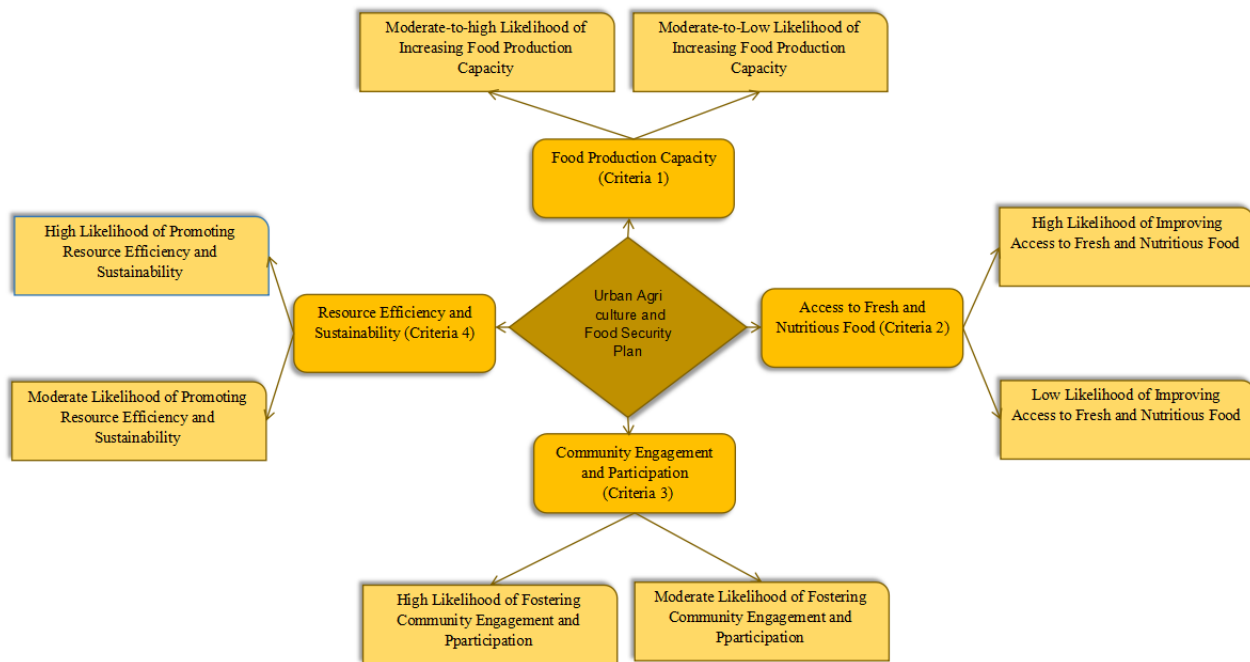 Moderate-to-high Likelihood of
Increasing Food Production
Capacity
Moderate-to-Low Likelihood of
Increasing Food Production
Capacity
Food Production Capacity
(Criteria 1)
High Likelihood of Promoting
Resource Efficiency and
Sustainability
High Likelihood of Improving
Access to Fresh and Nutritious Food
Resource Efficiency and
Sustainability (Criteria 4)
Urban Agri
culture and
Food Security
Plan
Access to Fresh and
Nutritious Food (Criteria 2)
Moderate Likelihood of Promoting
Resource Efficiency and
Sustainability
Low Likelihood of Improving
Access to Fresh and Nutritious Food
Community Engagement
and Participation
(Criteria 3)
High Likelihood of Fostering
Community Engagement and
Pparticipation
Moderate Likelihood of Fostering
Community Engagement and
Pparticipation